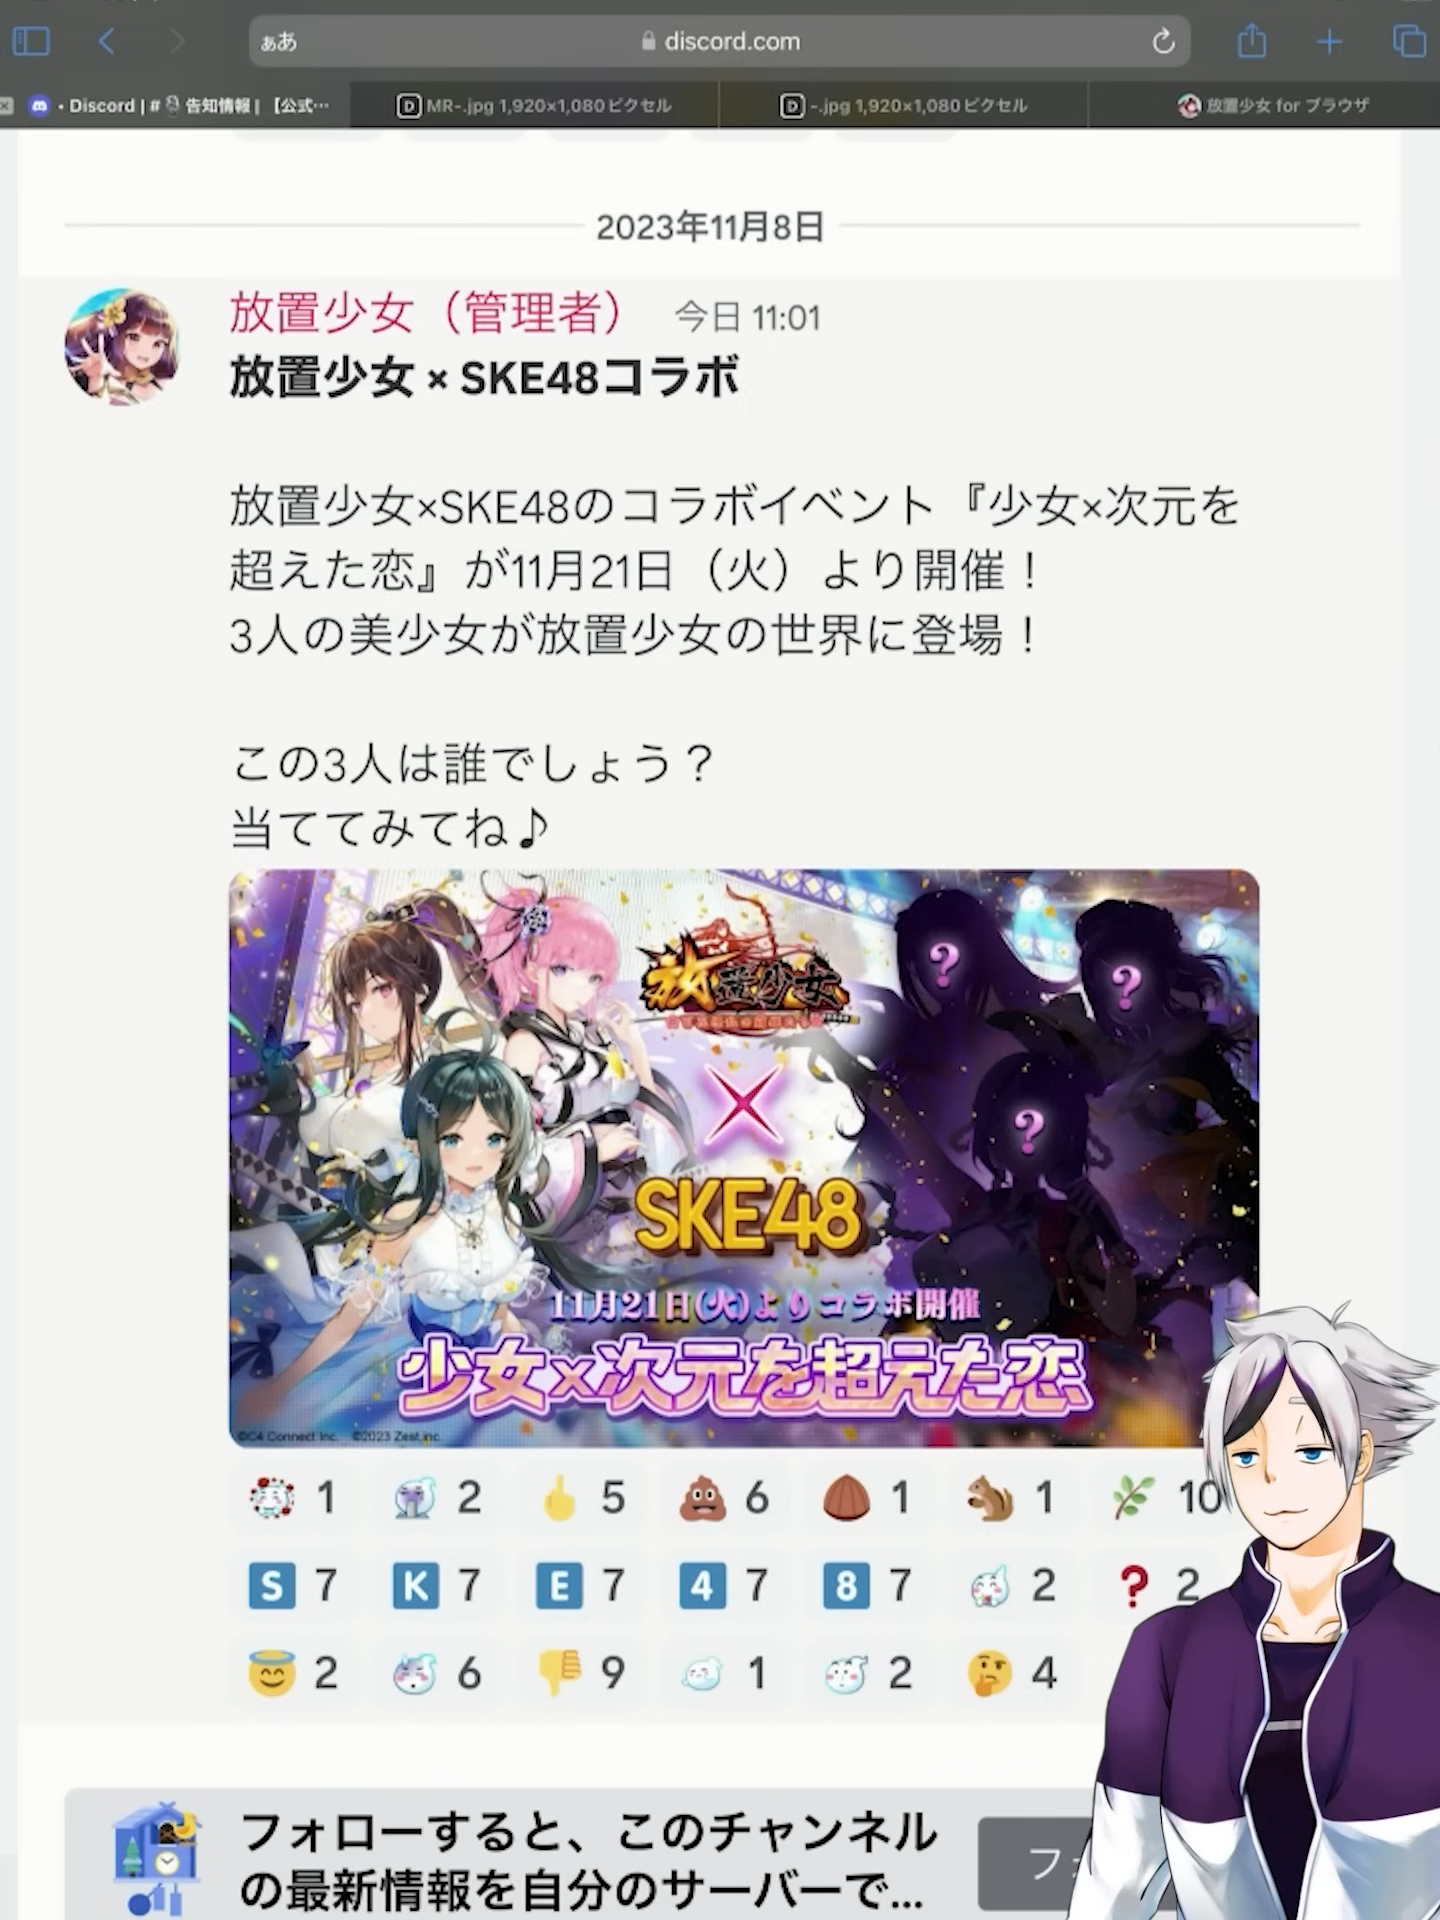 ぁあ
discord.com
• Discord | # 告知情報 | 【公式…
MR-.jpg 1,920×1,080 ピクセル
-.jpg 1,920×1,080 ピクセル
放置少女 for ブラウザ
2023年11月8日
放置少女（管理者） 今日 11:01
放置少女 × SKE48コラボ
放置少女×SKE48のコラボイベント『少女×次元を
超えた恋』が11月21日（火）より開催！
3人の美少女が放置少女の世界に登場！
この3人は誰でしょう？
当ててみてね♪
放置少女
?
?
?
×
SKE48
11月21日(火)よりコラボ開催
少女×次元を超えた恋
©C4 Connect Inc. ©2023 Zest,inc.
1 2 5 6 1 1 10
S 7 K 7 E 7 4 7 8 7 2 ? 2
2 6 9 1 2 4
フォローすると、このチャンネル
の最新情報を自分のサーバーで...
フ